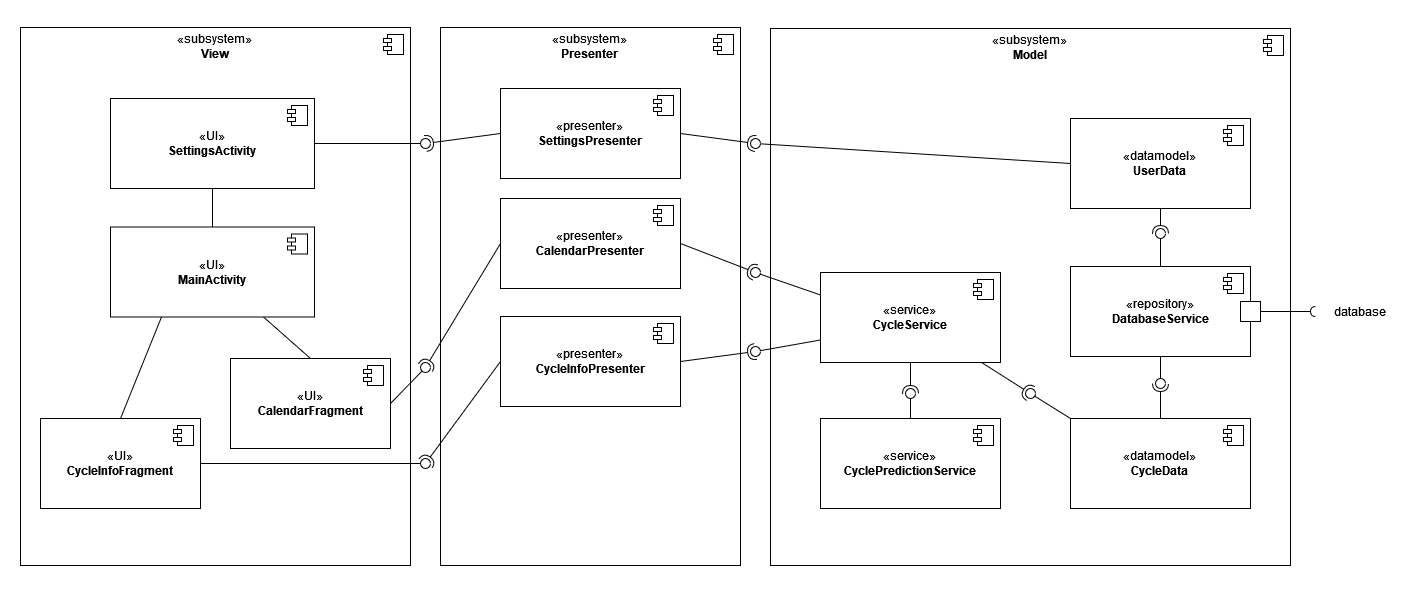 «subsystem»
View
«UI»
SettingsActivity
«UI»
MainActivity
«UI»
CalendarFragment
«UI»
CycleInfoFragment
«subsystem»
Presenter
«presenter»
SettingsPresenter
«presenter»
CalendarPresenter
«presenter»
CycleInfoPresenter
«subsystem»
Model
«datamodel»
UserData
«service»
CycleService
«repository»
DatabaseService
database
«service»
CyclePredictionService
«datamodel»
CycleData